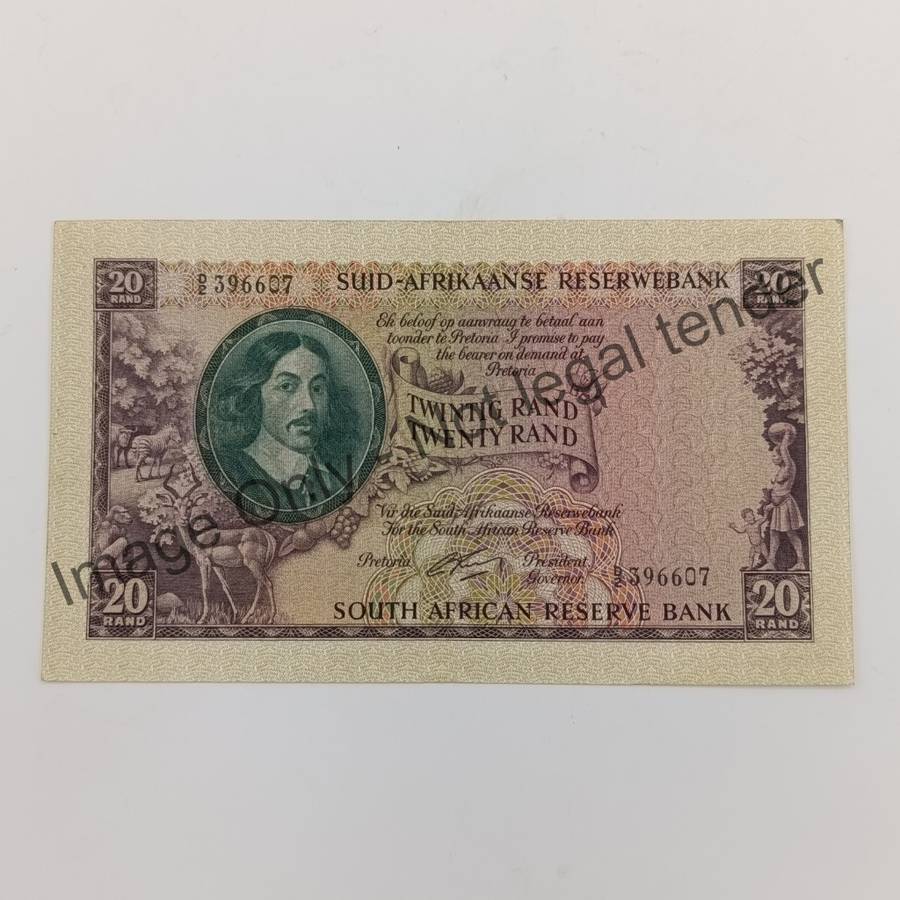 20
RAND
D/2 396607
SUID-AFRIKAANSE RESERWEBANK
20
RAND
Ek beloof op aanvraag te betaal aan
toonder te Pretoria I promise to pay
the bearer on demand at
Pretoria
TWINTIG RAND
TWENTY RAND
Vir die Suid-Afrikaanse Reserwebank
For the South African Reserve Bank
Pretoria
President.
Governor.
D/2 396607
20
RAND
SOUTH AFRICAN RESERVE BANK
20
RAND
Image Only - Not legal tender